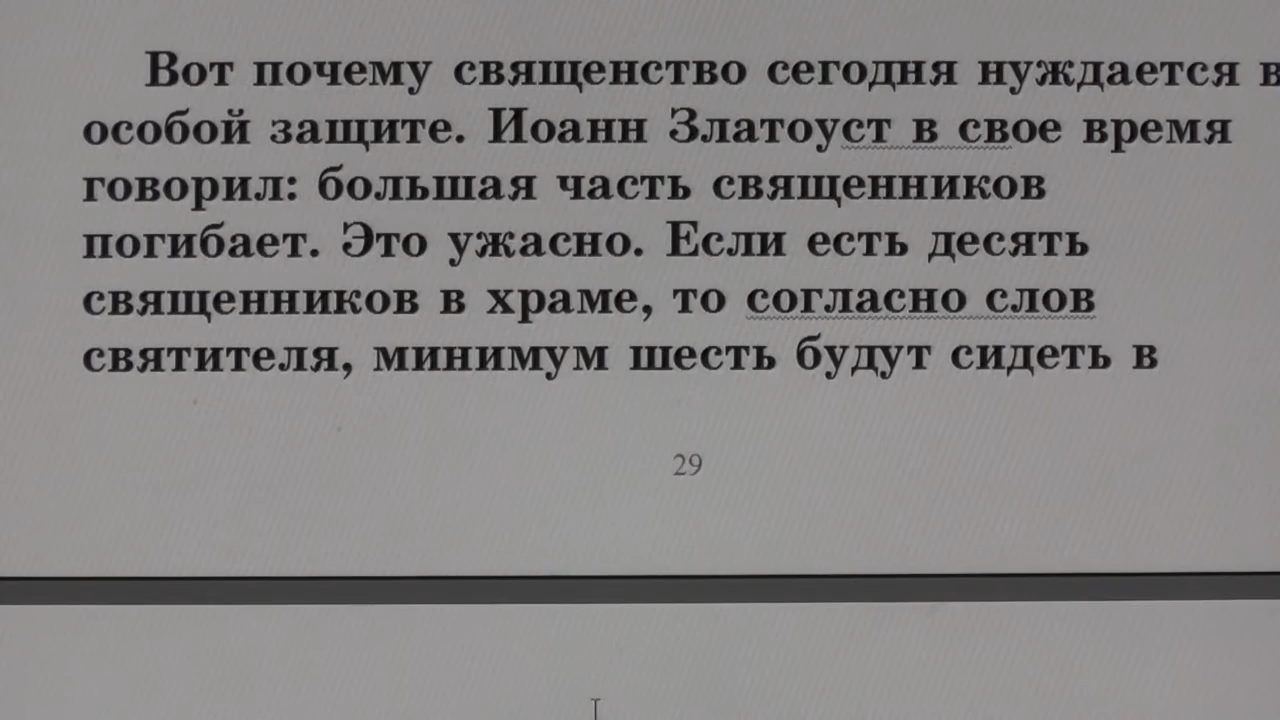 Вот почему священство сегодня нуждается в
особой защите. Иоанн Златоуст в свое время
говорил: большая часть священников
погибает. Это ужасно. Если есть десять
священников в храме, то согласно слов
святителя, минимум шесть будут сидеть в
29